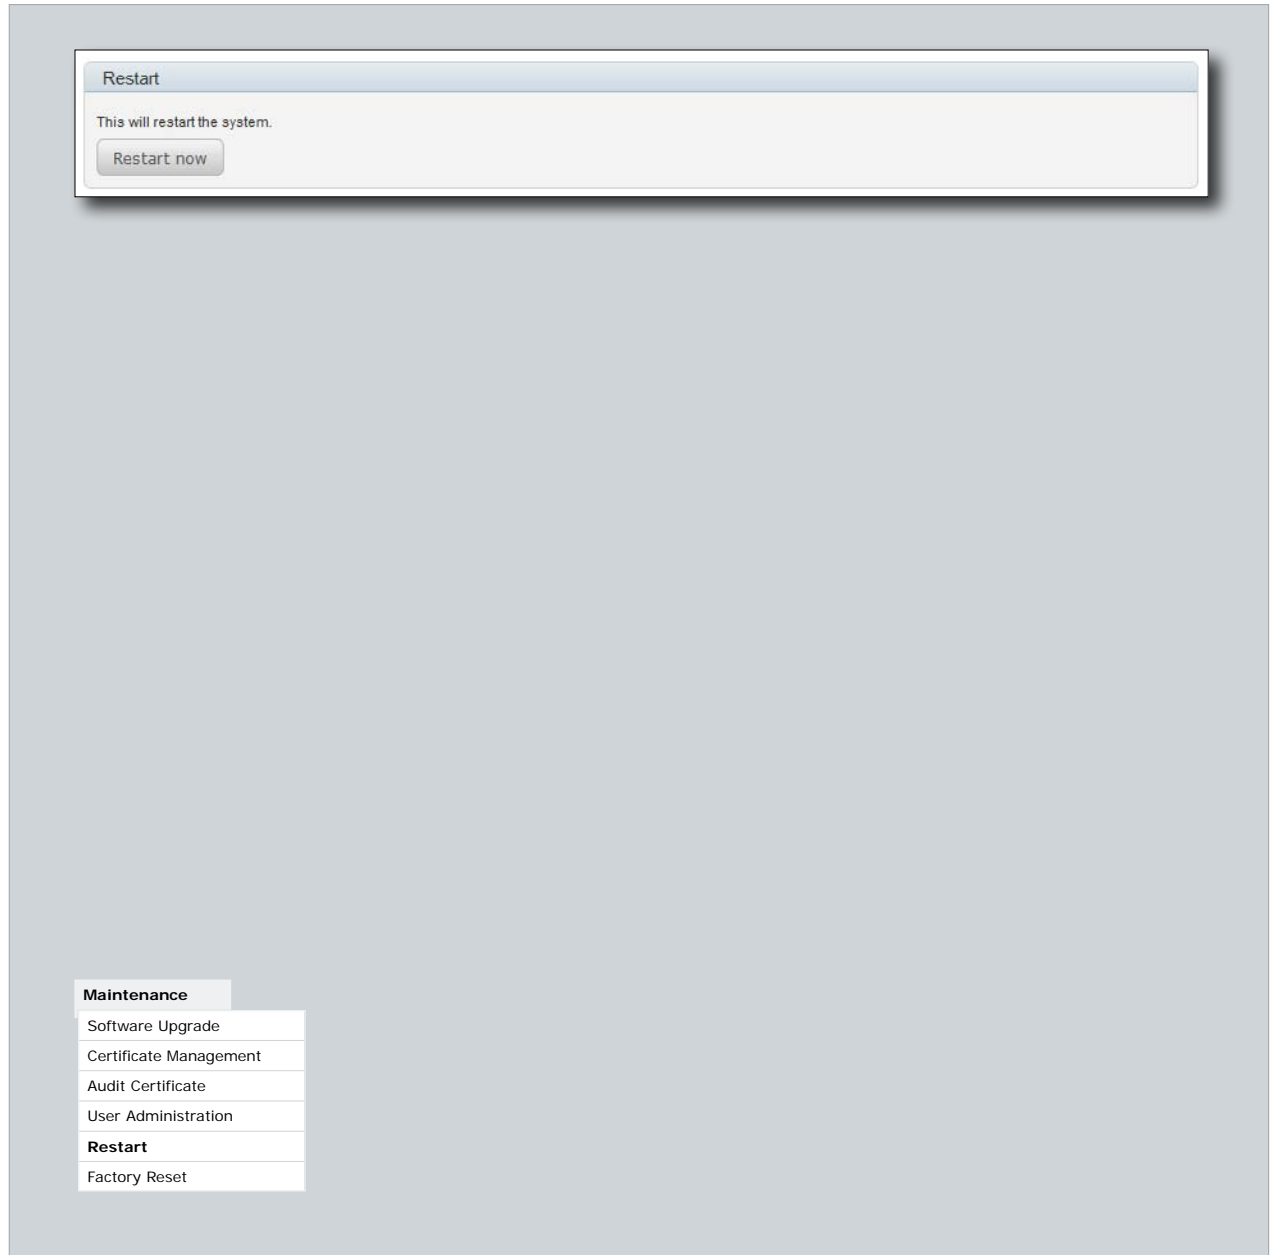 Restart
This will restart the system.
Restart now
Maintenance
Software Upgrade
Certificate Management
Audit Certificate
User Administration
Restart
Factory Reset